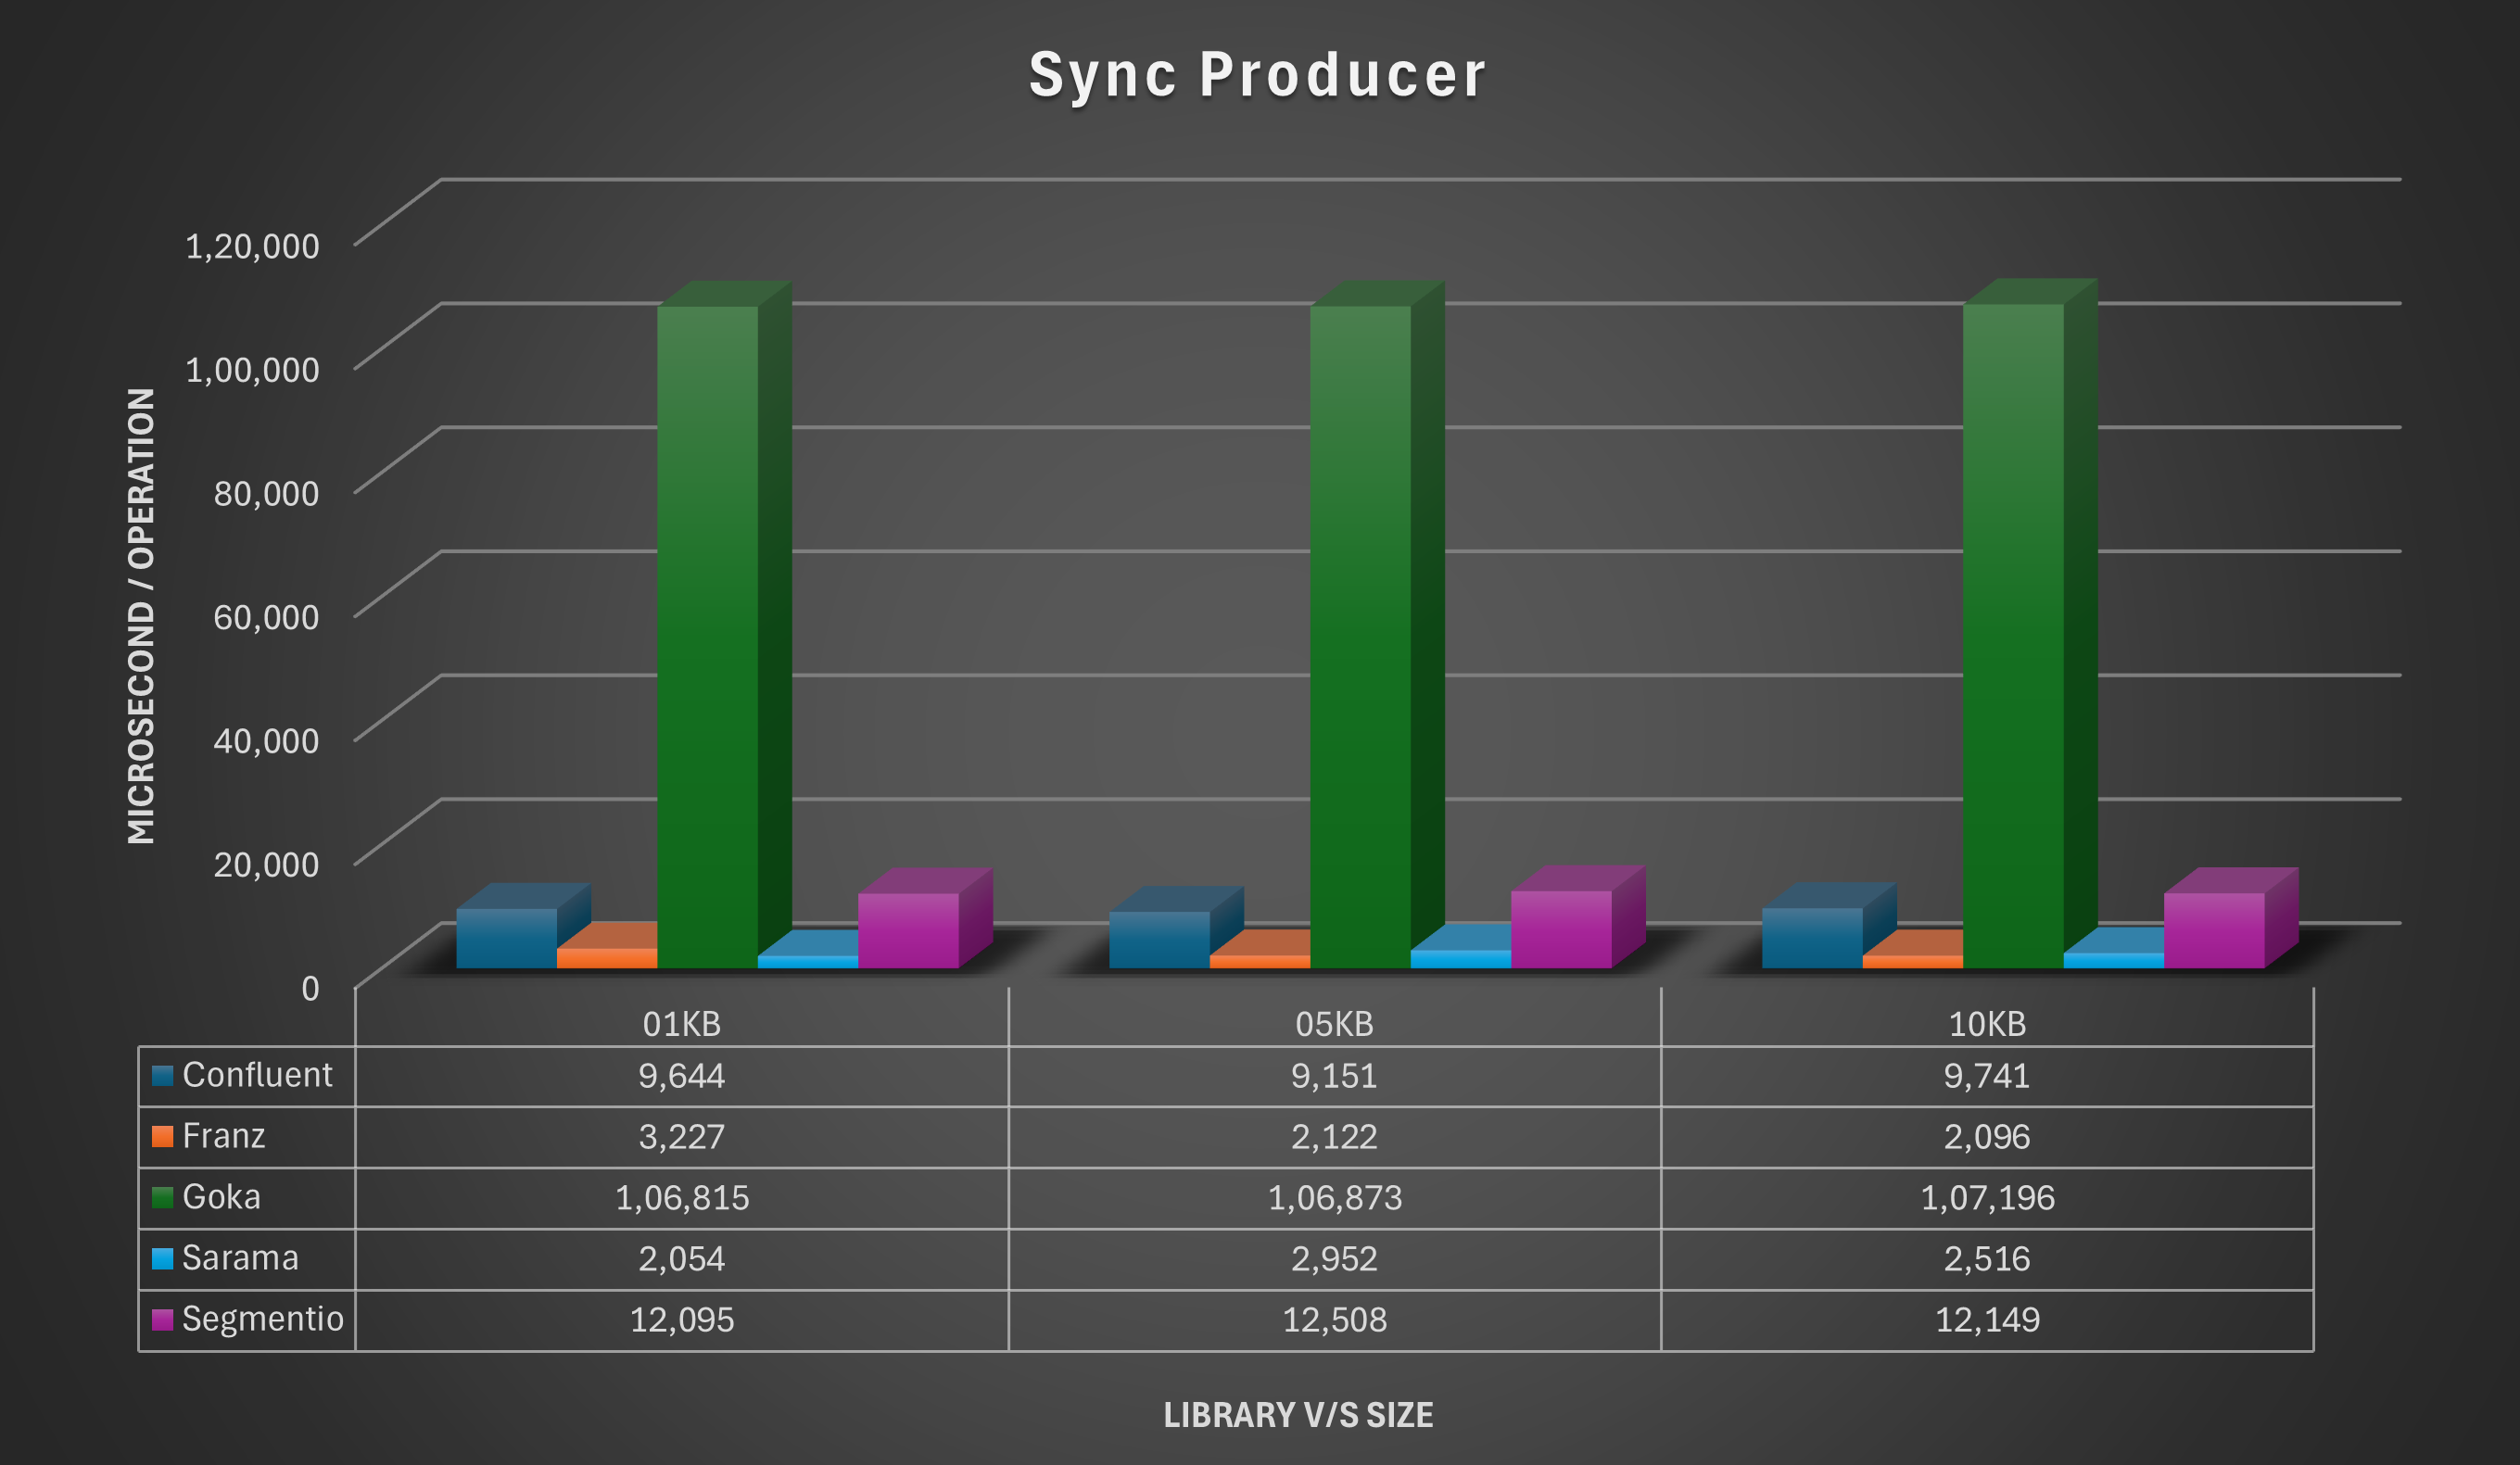 Sync Producer
MICROSECOND / OPERATION
1,20,000
1,00,000
80,000
60,000
40,000
20,000
0
01KB 05KB 10KB
Confluent 9,644 9,151 9,741
Franz 3,227 2,122 2,096
Goka 1,06,815 1,06,873 1,07,196
Sarama 2,054 2,952 2,516
Segmentio 12,095 12,508 12,149
LIBRARY V/S SIZE